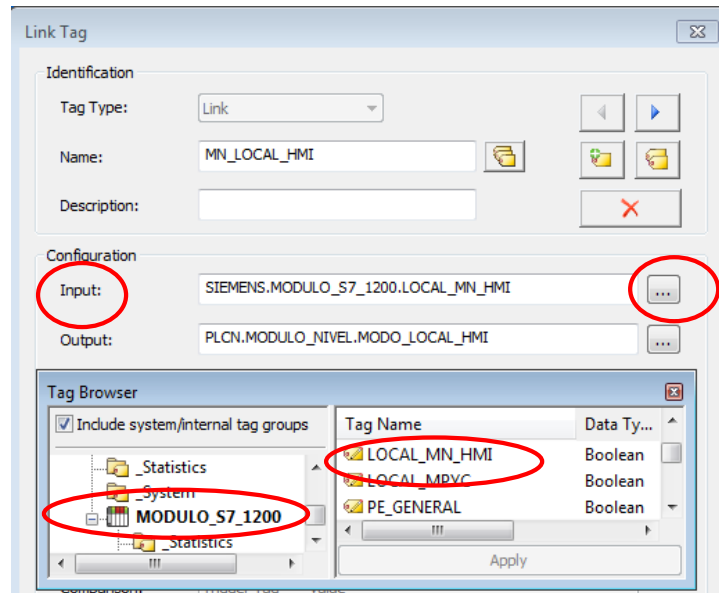 Link Tag
Identification
Tag Type: Link
Name: MN_LOCAL_HMI
Description:
Configuration
Input: SIEMENS.MODULO_S7_1200.LOCAL_MN_HMI ...
Output: PLCN.MODULO_NIVEL.MODO_LOCAL_HMI ...
Tag Browser
Include system/internal tag groups
_Statistics
_System
MODULO_S7_1200
_Statistics
Tag Name Data Ty...
LOCAL_MN_HMI Boolean
LOCAL_MPYC Boolean
PE_GENERAL Boolean
Apply